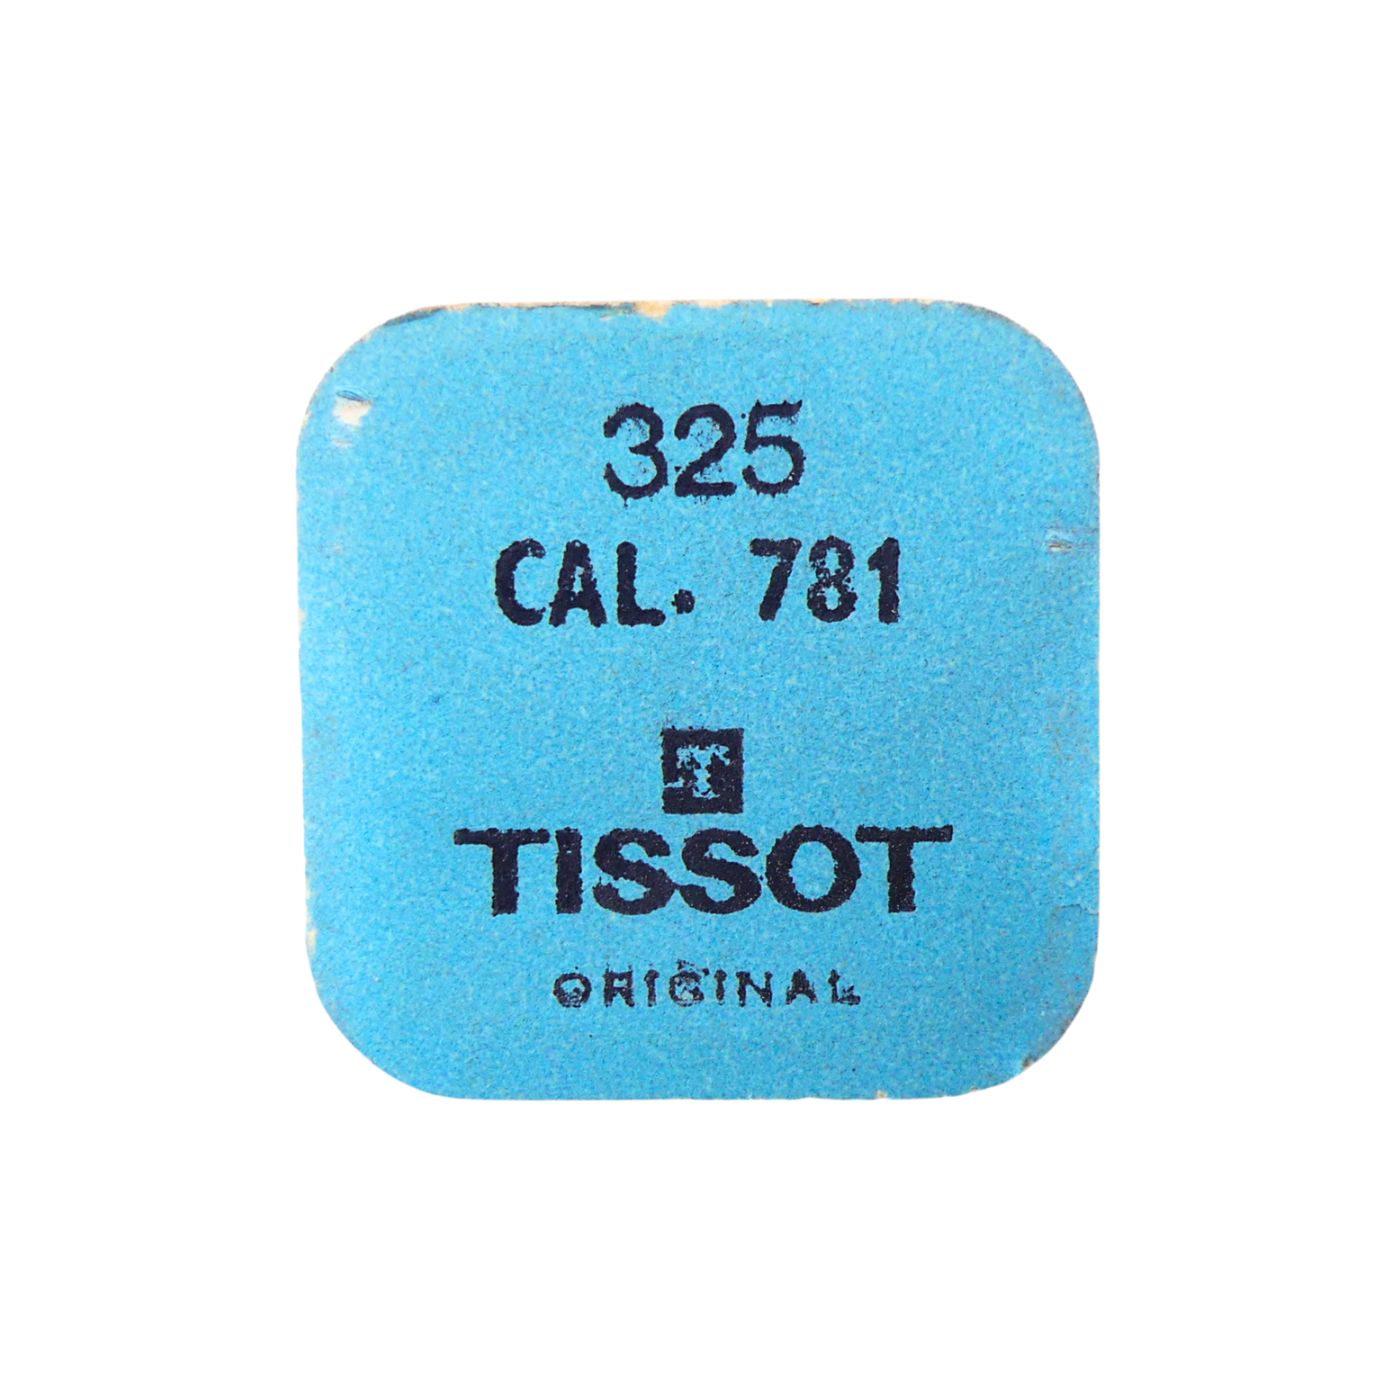 325
CAL. 781
T
TISSOT
ORIGINAL